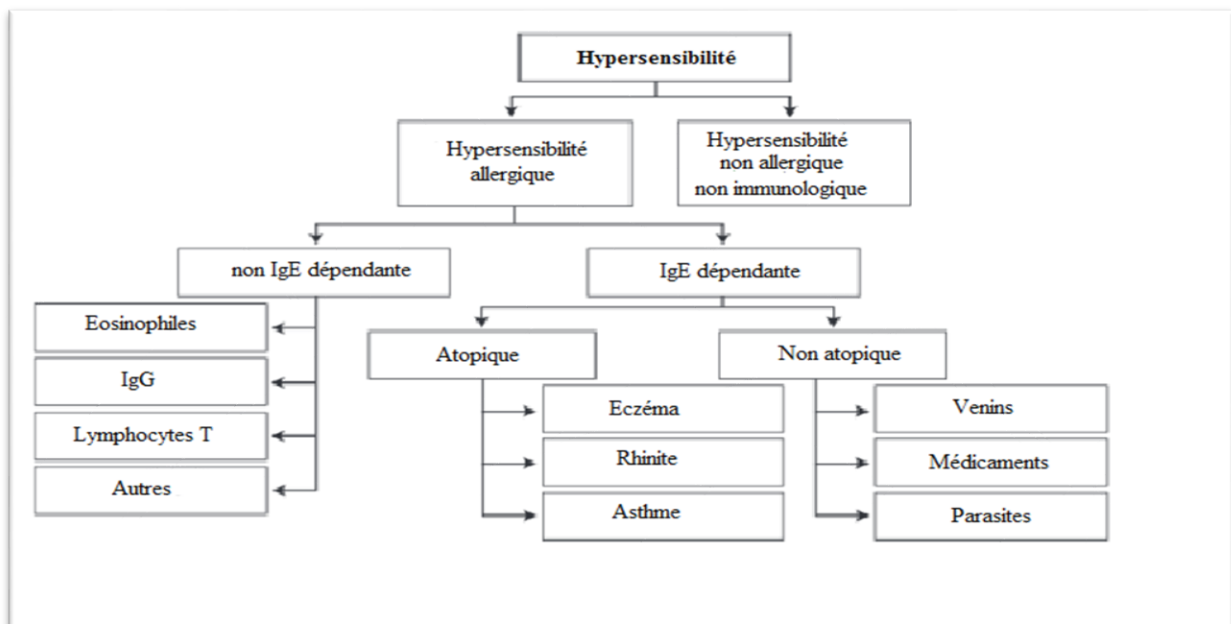 Hypersensibilité
Hypersensibilité
allergique
Hypersensibilité
non allergique
non immunologique
non IgE dépendante
IgE dépendante
Eosinophiles
IgG
Lymphocytes T
Autres
Atopique
Non atopique
Eczéma
Rhinite
Asthme
Venins
Médicaments
Parasites